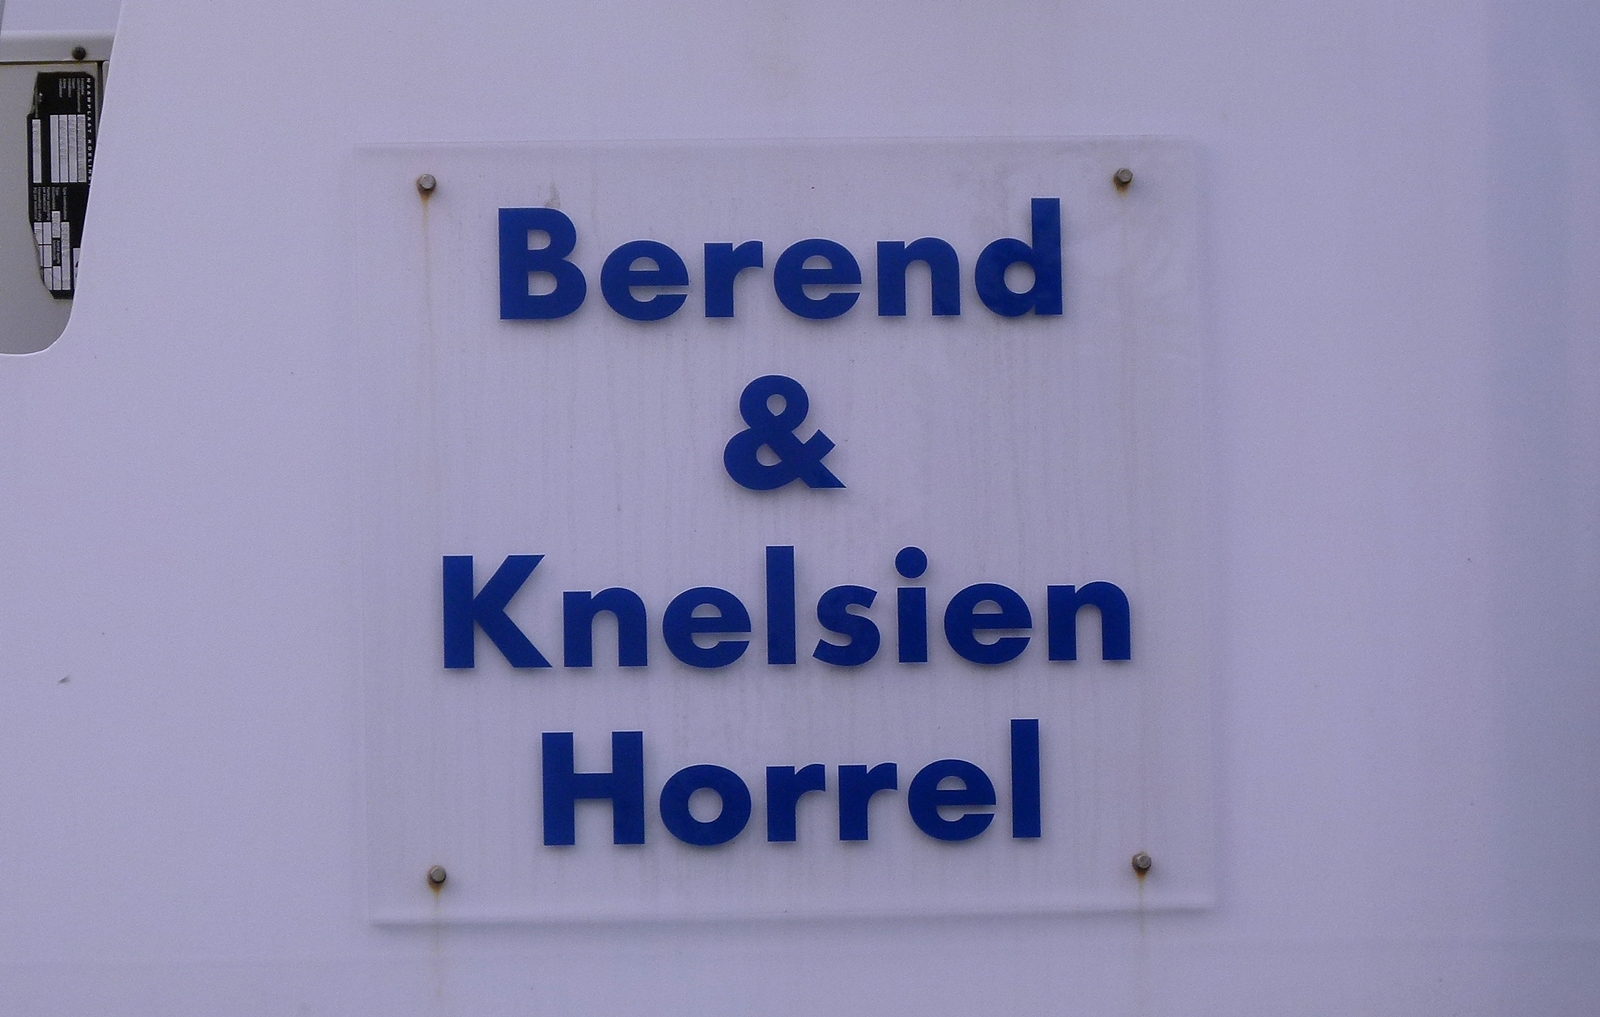 Berend
&
Knelsien
Horrel